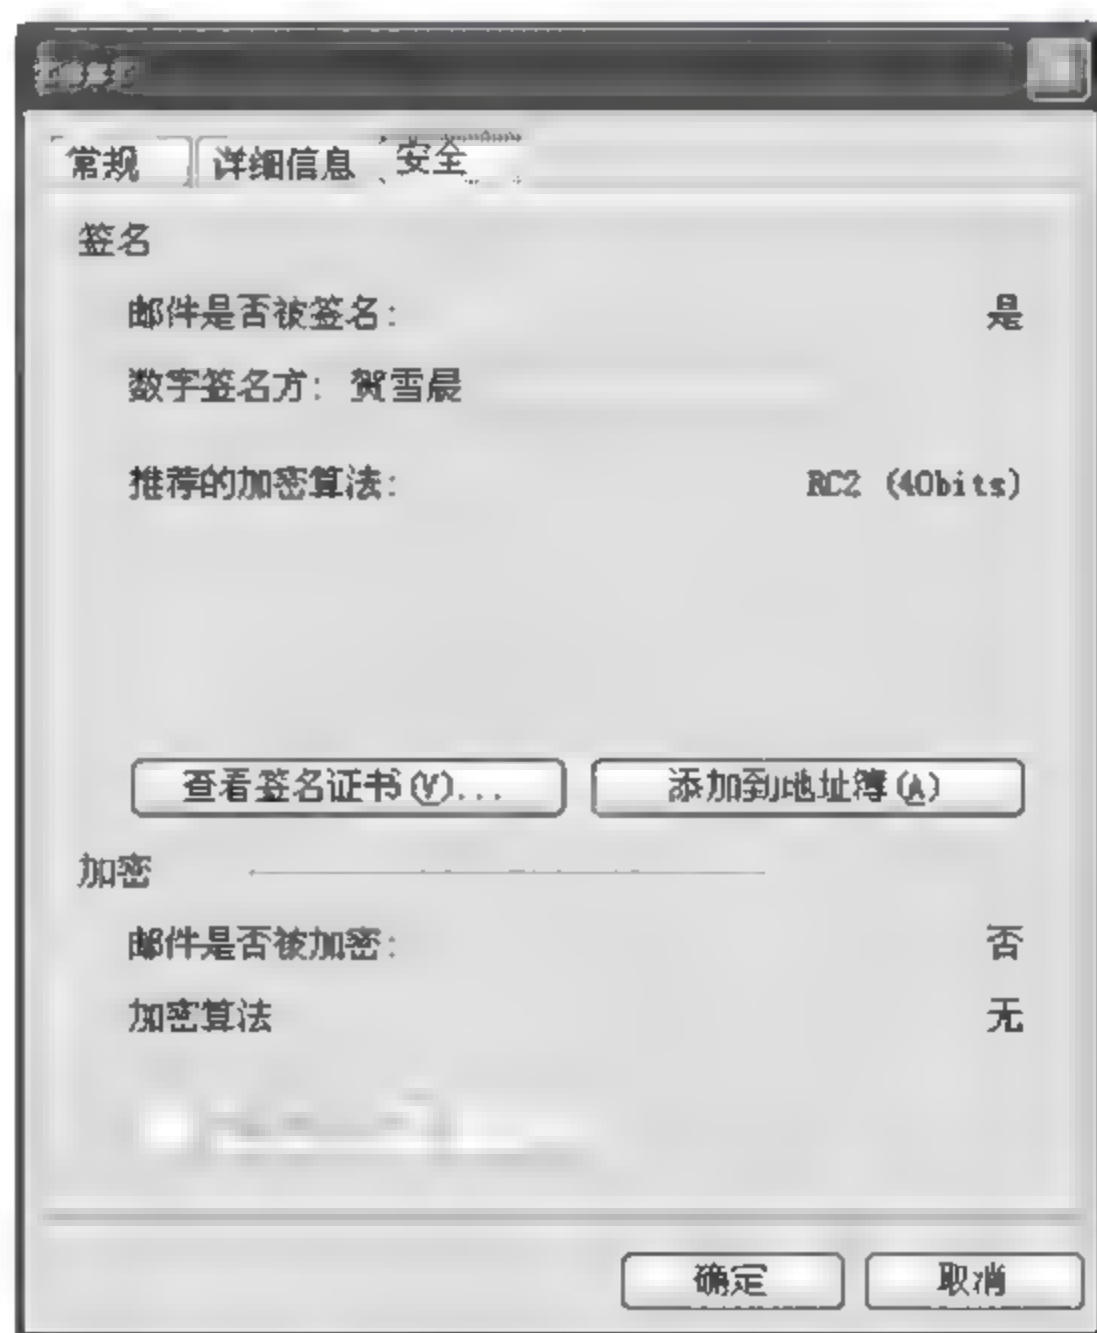 常规 详细信息 安全
签名
邮件是否被签名： 是
数字签名方：贺雪晨
推荐的加密算法： RC2 (40bits)
查看签名证书(V)... 添加到地址簿(A)
加密
邮件是否被加密： 否
加密算法 无
确定 取消